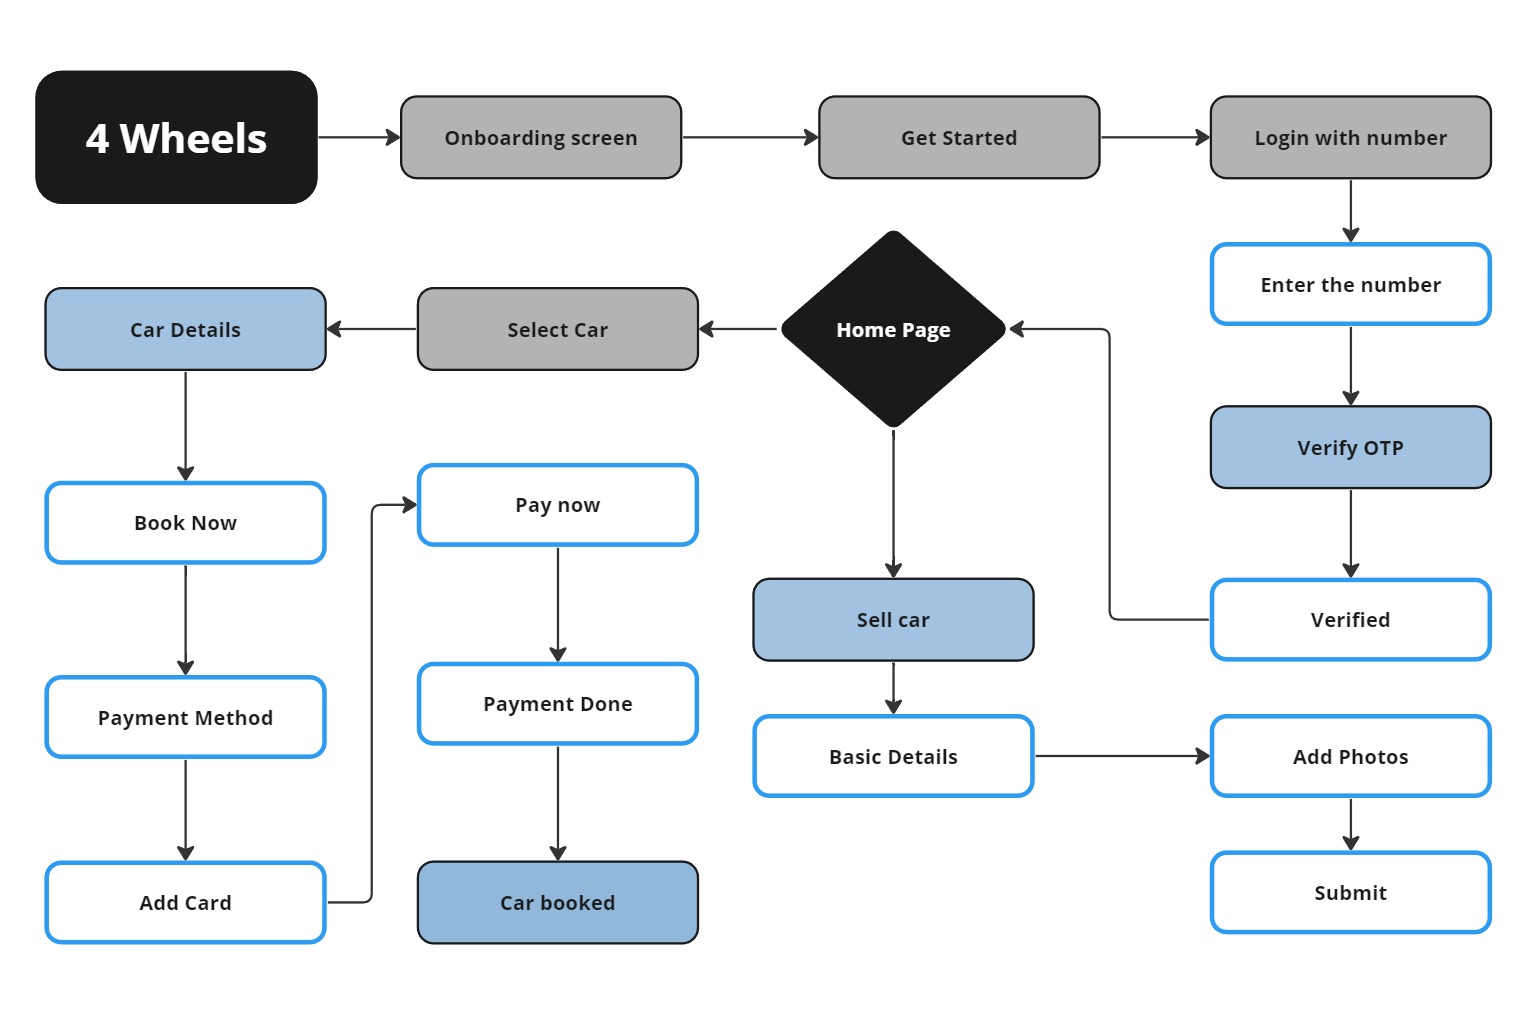 4 Wheels
Onboarding screen
Get Started
Login with number
Enter the number
Verify OTP
Verified
Home Page
Select Car
Car Details
Book Now
Payment Method
Add Card
Pay now
Payment Done
Car booked
Sell car
Basic Details
Add Photos
Submit